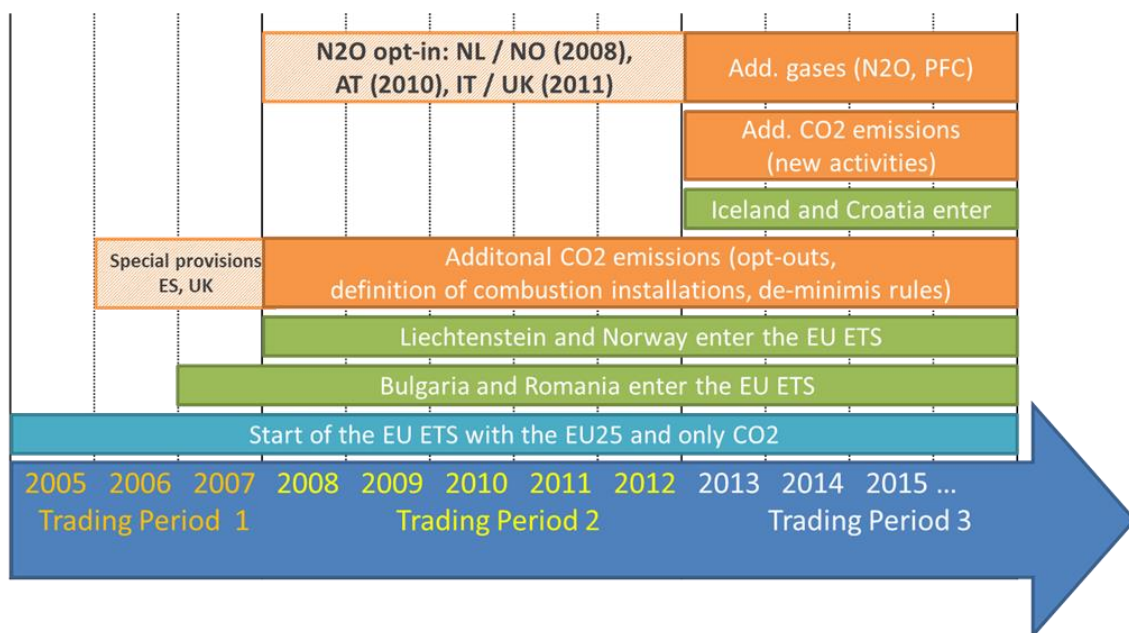 N2O opt-in: NL / NO (2008),
AT (2010), IT / UK (2011)
Add. gases (N2O, PFC)
Add. CO2 emissions
(new activities)
Iceland and Croatia enter
Special provisions
ES, UK
Additonal CO2 emissions (opt-outs,
definition of combustion installations, de-minimis rules)
Liechtenstein and Norway enter the EU ETS
Bulgaria and Romania enter the EU ETS
Start of the EU ETS with the EU25 and only CO2
2005 2006 2007 2008 2009 2010 2011 2012 2013 2014 2015 ...
Trading Period 1 Trading Period 2 Trading Period 3